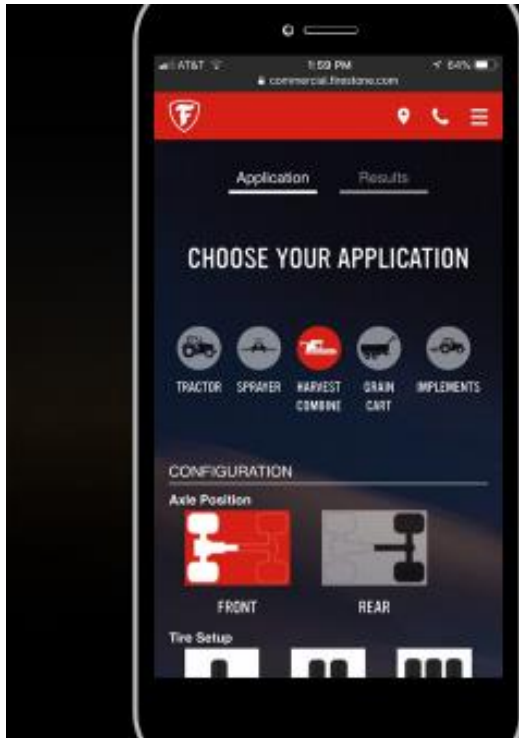 AT&T 1:59 PM 64%
commercial.firestone.com
F
Application Results
CHOOSE YOUR APPLICATION
TRACTOR SPRAYER HARVEST COMBINE GRAIN CART IMPLEMENTS
CONFIGURATION
Axle Position
FRONT REAR
Tire Setup